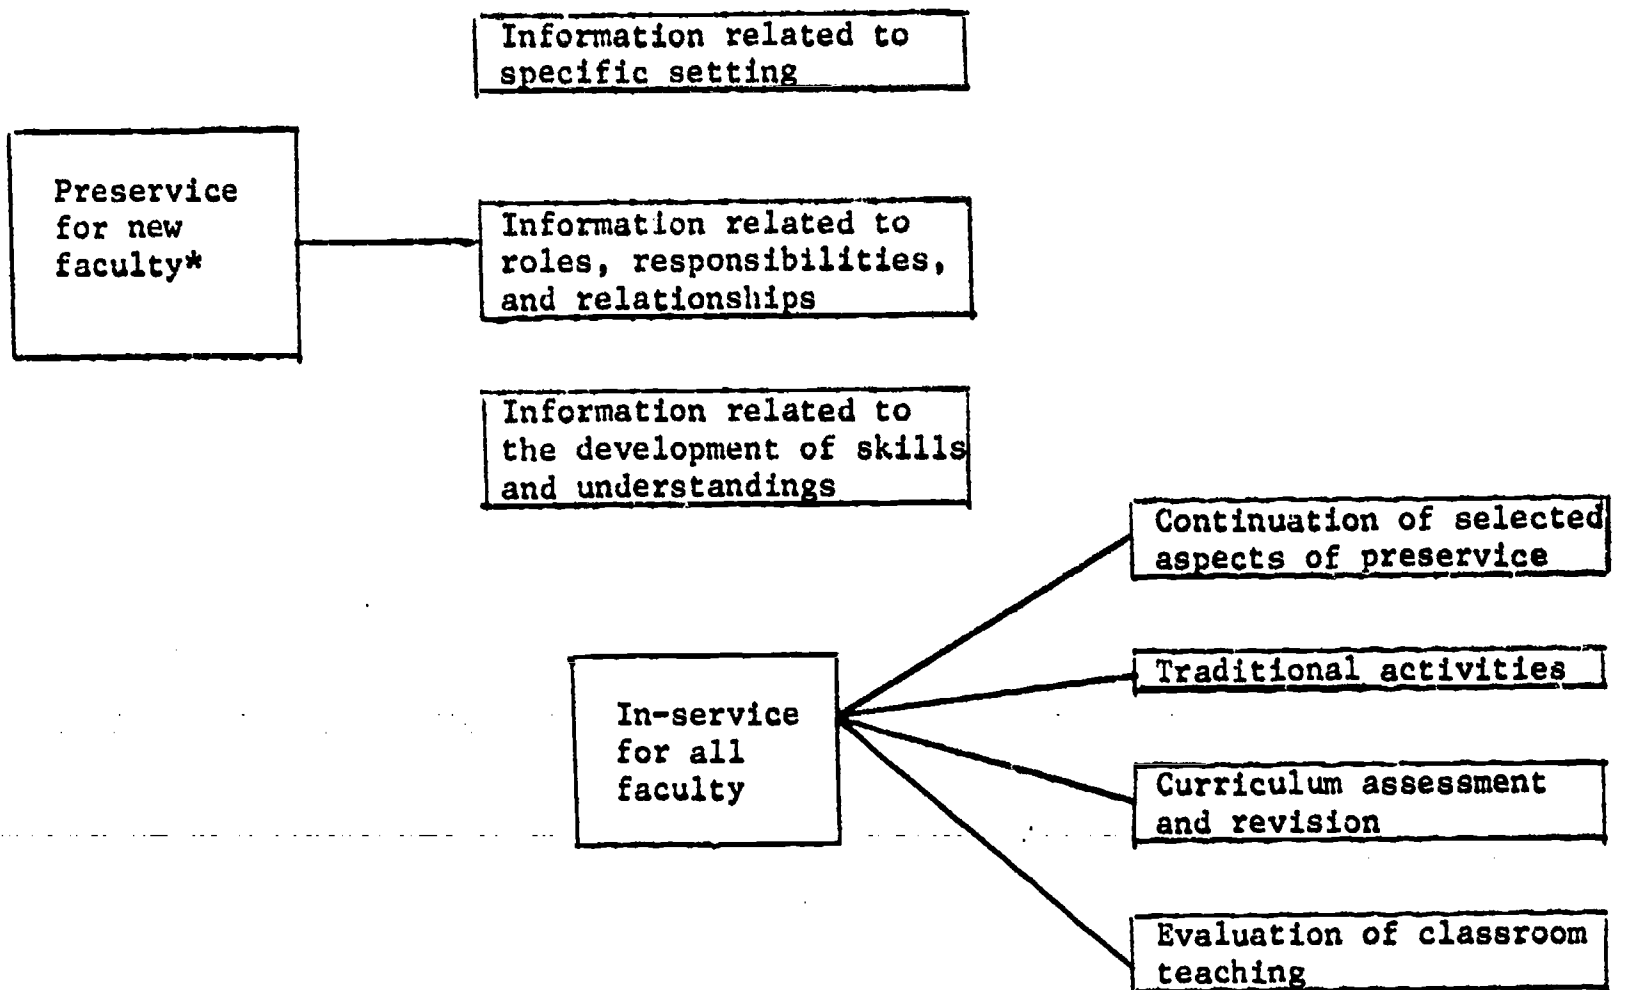 Information related to
specific setting
Preservice
for new
faculty*
Information related to
roles, responsibilities,
and relationships
Information related to
the development of skills
and understandings
Continuation of selected
aspects of preservice
Traditional activities
In-service
for all
faculty
Curriculum assessment
and revision
Evaluation of classroom
teaching